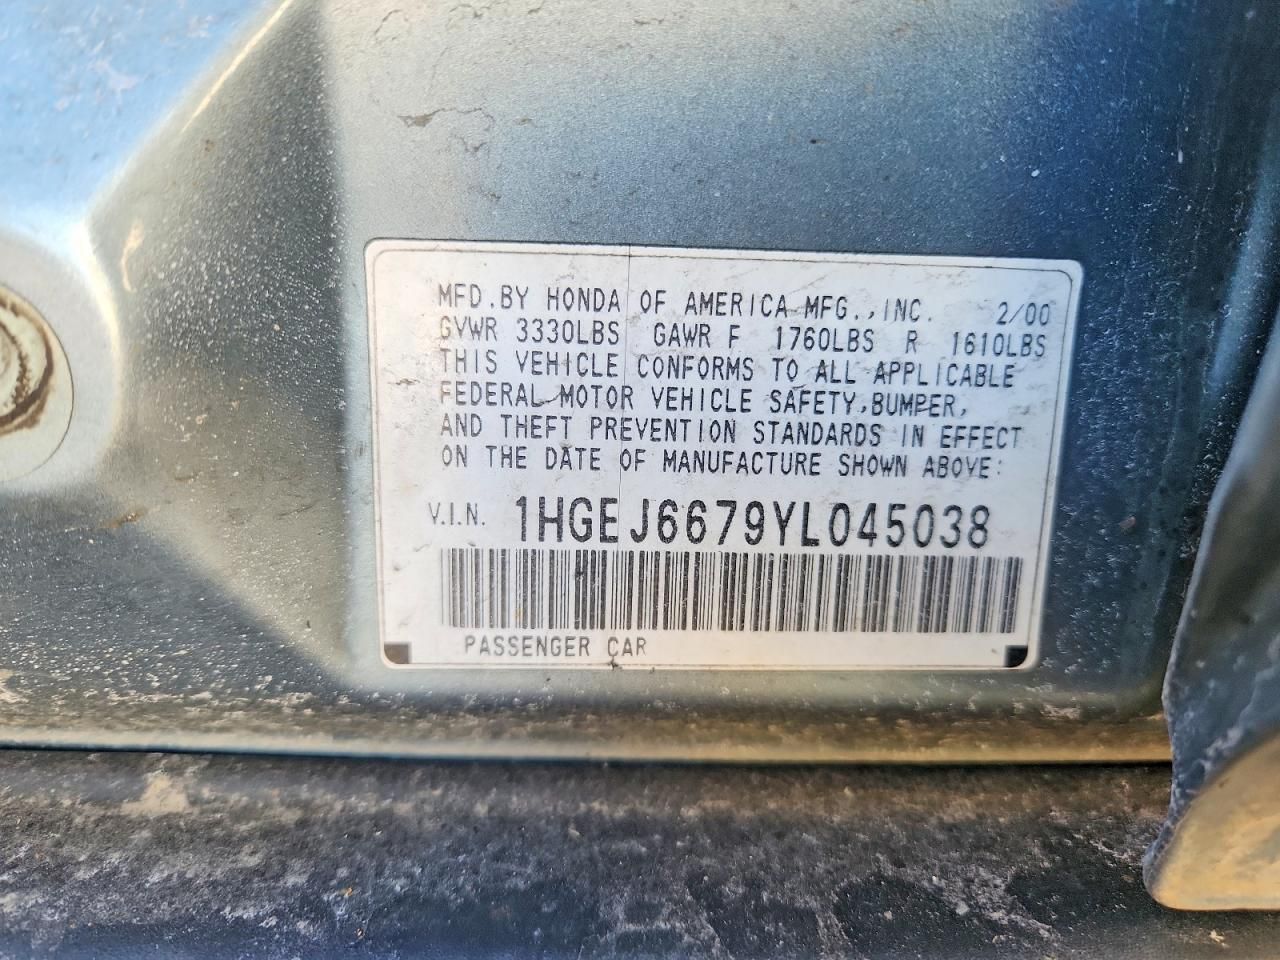 MFD. BY HONDA OF AMERICA MFG., INC. 2/00
GVWR 3330LBS GAWR F 1760LBS R 1610LBS
THIS VEHICLE CONFORMS TO ALL APPLICABLE
FEDERAL MOTOR VEHICLE SAFETY, BUMPER,
AND THEFT PREVENTION STANDARDS IN EFFECT
ON THE DATE OF MANUFACTURE SHOWN ABOVE:
V.I.N. 1HGEJ6679YL045038
PASSENGER CAR